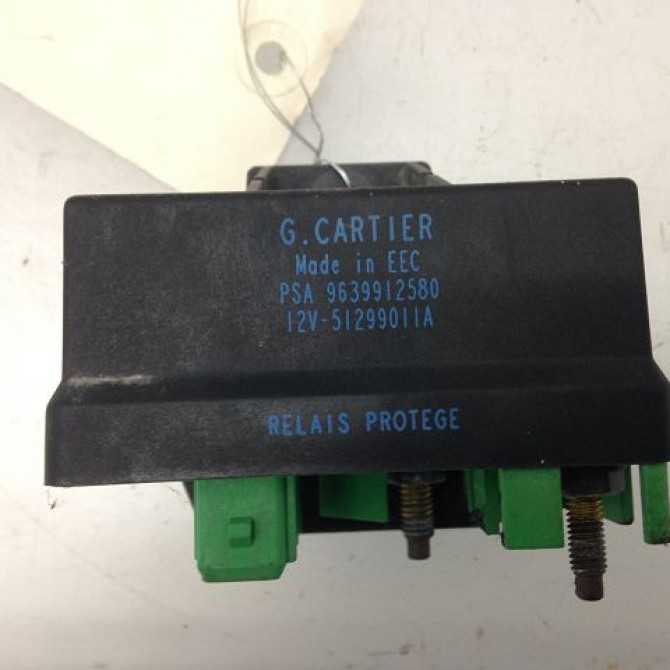 G.CARTIER
Made in EEC
PSA 9639912580
12V-51299011A
RELAIS PROTEGE